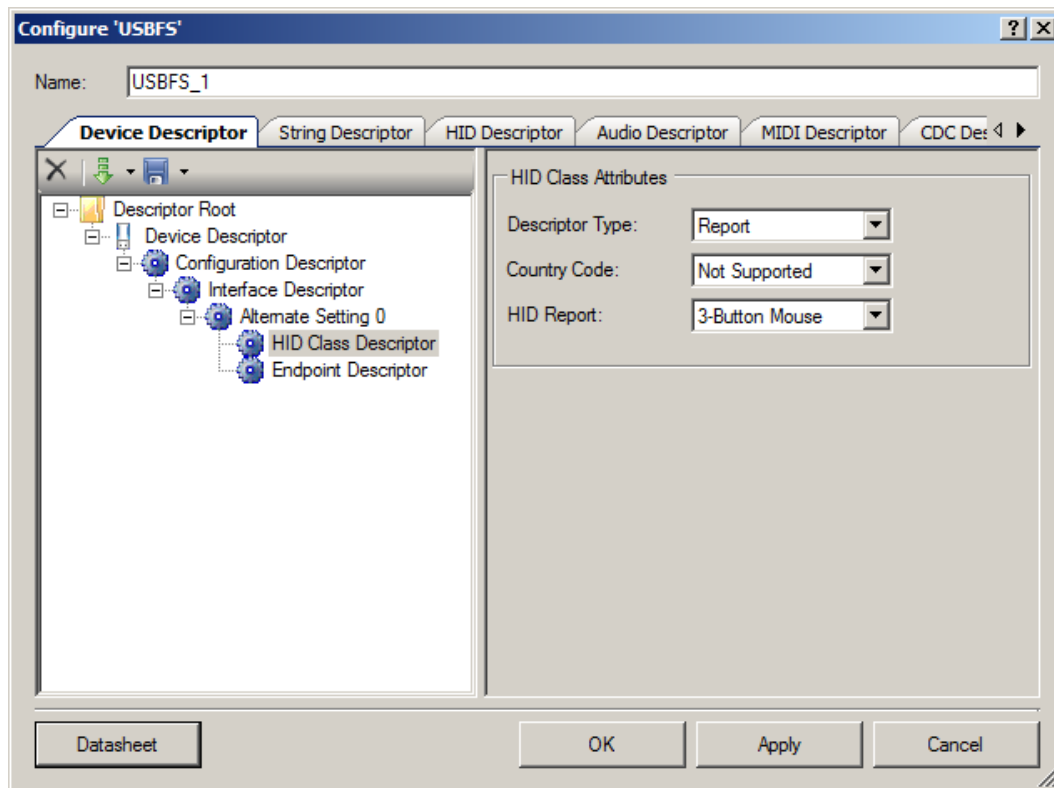 Configure 'USBFS'
Name: USBFS_1
Device Descriptor String Descriptor HID Descriptor Audio Descriptor MIDI Descriptor CDC Des
Descriptor Root
Device Descriptor
Configuration Descriptor
Interface Descriptor
Alternate Setting 0
HID Class Descriptor
Endpoint Descriptor
HID Class Attributes
Descriptor Type: Report
Country Code: Not Supported
HID Report: 3-Button Mouse
Datasheet OK Apply Cancel